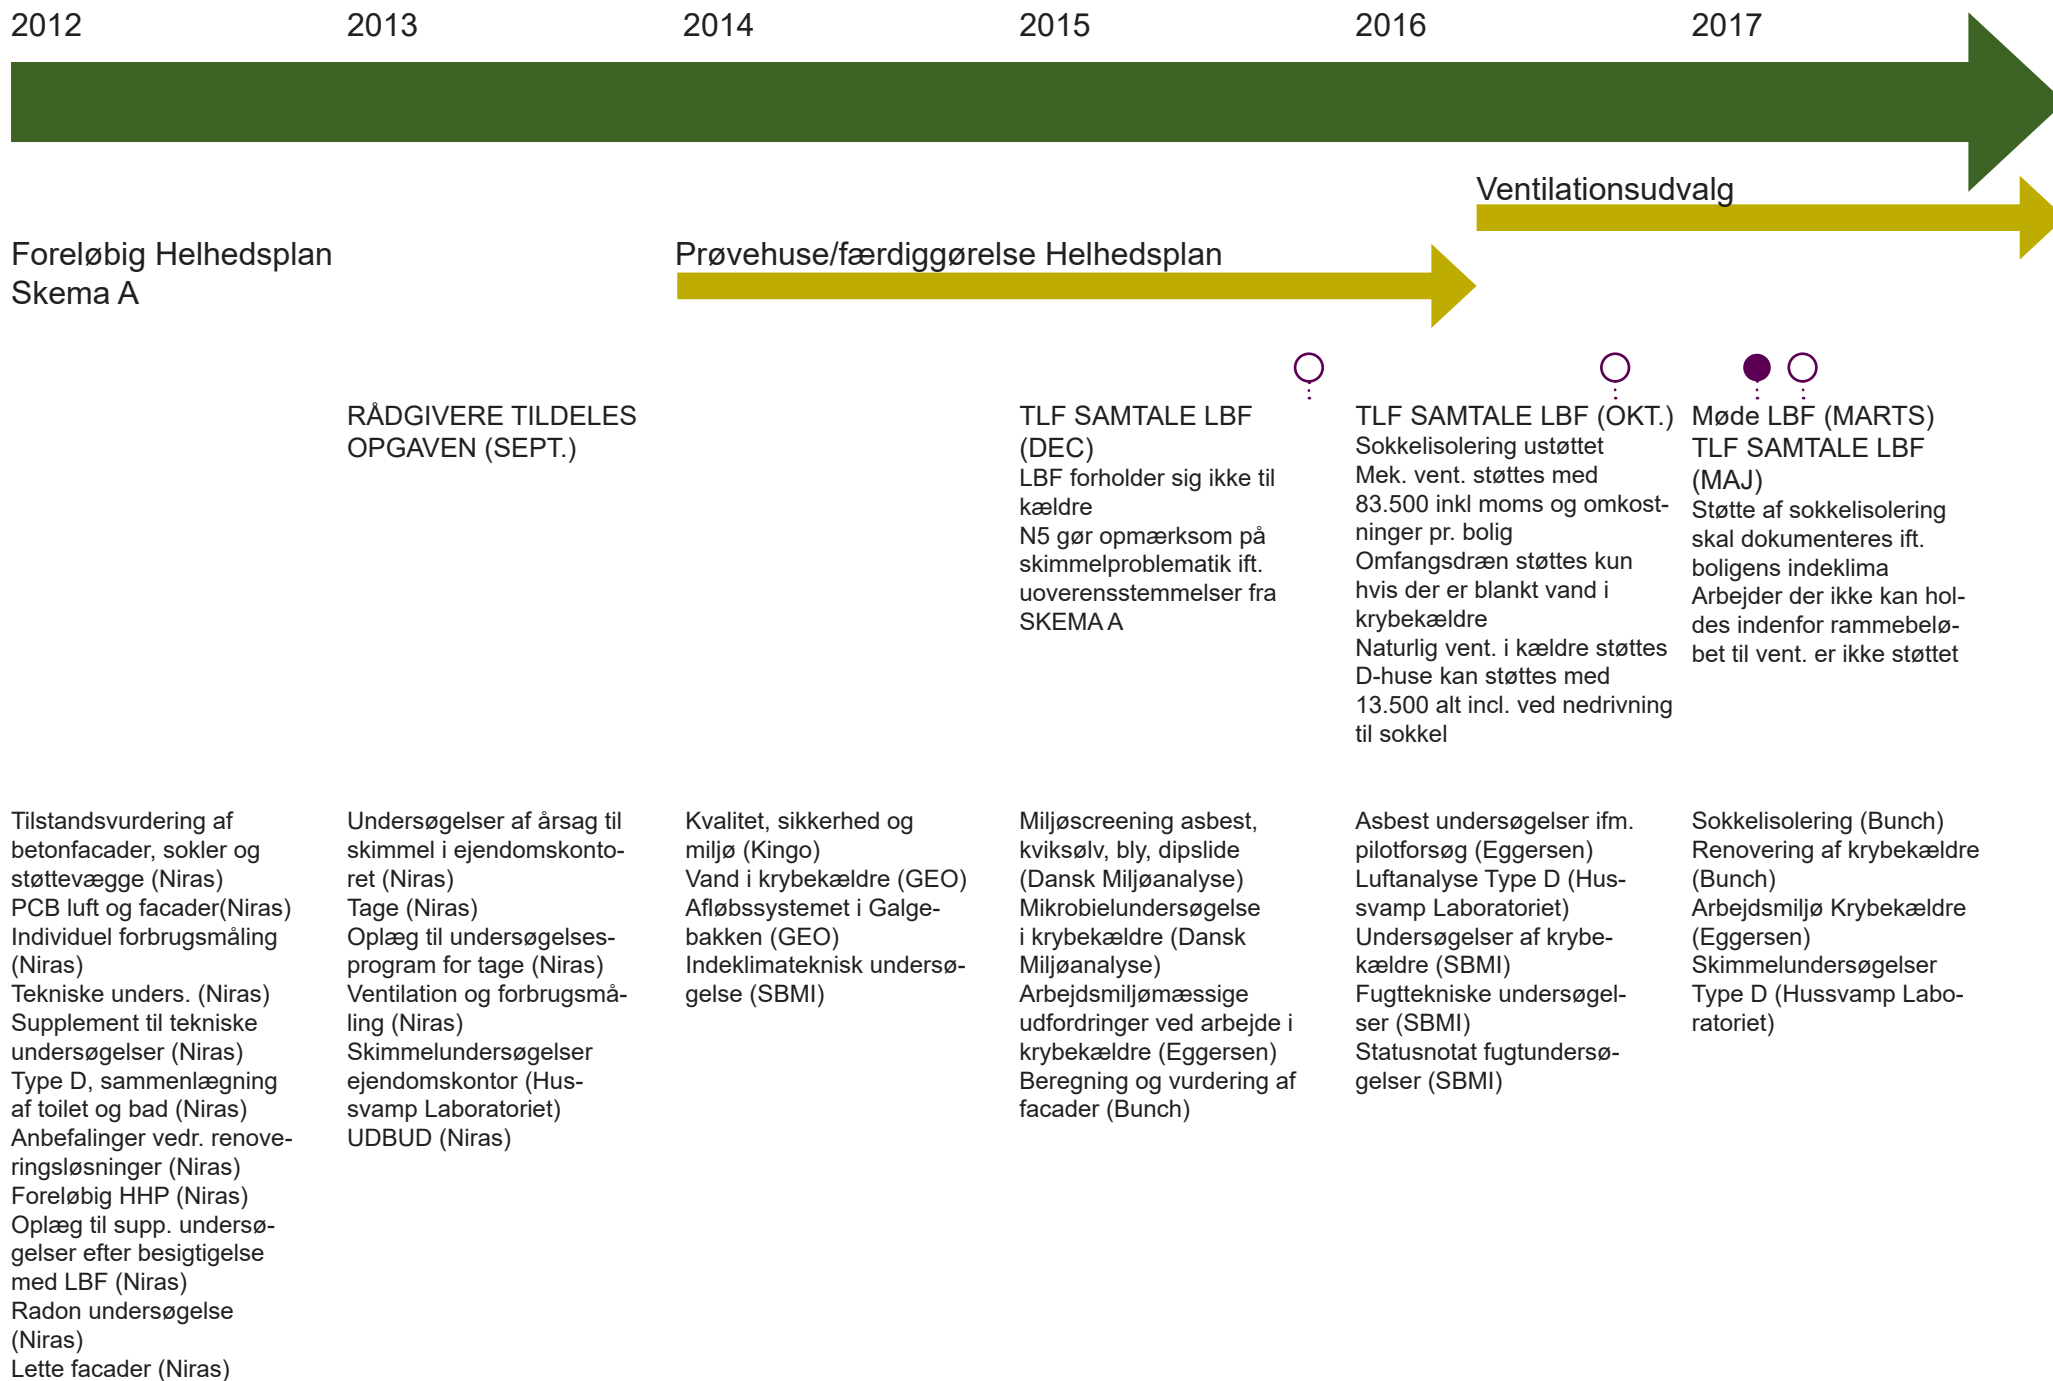 2012
2013
2014
2015
2016
2017
Ventilationsudvalg
Foreløbig Helhedsplan
Skema A
Prøvehuse/færdiggørelse Helhedsplan
RÅDGIVERE TILDELES
OPGAVEN (SEPT.)
TLF SAMTALE LBF
(DEC)
LBF forholder sig ikke til
kældre
N5 gør opmærksom på
skimmelproblematik ift.
uoverensstemmelser fra
SKEMA A
TLF SAMTALE LBF (OKT.)
Sokkelisolering ustøttet
Mek. vent. støttes med
83.500 inkl moms og omkost-
ninger pr. bolig
Omfangsdræn støttes kun
hvis der er blankt vand i
krybekældre
Naturlig vent. i kældre støttes
D-huse kan støttes med
13.500 alt incl. ved nedrivning
til sokkel
Møde LBF (MARTS)
TLF SAMTALE LBF
(MAJ)
Støtte af sokkelisolering
skal dokumenteres ift.
boligens indeklima
Arbejder der ikke kan hol-
des indenfor rammebelø-
bet til vent. er ikke støttet
Tilstandsvurdering af
betonfacader, sokler og
støttevægge (Niras)
PCB luft og facader(Niras)
Individuel forbrugsmåling
(Niras)
Tekniske unders. (Niras)
Supplement til tekniske
undersøgelser (Niras)
Type D, sammenlægning
af toilet og bad (Niras)
Anbefalinger vedr. renove-
ringsløsninger (Niras)
Foreløbig HHP (Niras)
Oplæg til supp. undersø-
gelser efter besigtigelse
med LBF (Niras)
Radon undersøgelse
(Niras)
Lette facader (Niras)
Undersøgelser af årsag til
skimmel i ejendomskonto-
ret (Niras)
Tage (Niras)
Oplæg til undersøgelses-
program for tage (Niras)
Ventilation og forbrugsmå-
ling (Niras)
Skimmelundersøgelser
ejendomskontor (Hus-
svamp Laboratoriet)
UDBUD (Niras)
Kvalitet, sikkerhed og
miljø (Kingo)
Vand i krybekældre (GEO)
Afløbssystemet i Galge-
bakken (GEO)
Indeklimateknisk undersø-
gelse (SBMI)
Miljøscreening asbest,
kviksølv, bly, dipslide
(Dansk Miljøanalyse)
Mikrobielundersøgelse
i krybekældre (Dansk
Miljøanalyse)
Arbejdsmiljømæssige
udfordringer ved arbejde i
krybekældre (Eggersen)
Beregning og vurdering af
facader (Bunch)
Asbest undersøgelser ifm.
pilotforsøg (Eggersen)
Luftanalyse Type D (Hus-
svamp Laboratoriet)
Undersøgelser af krybe-
kældre (SBMI)
Fugttekniske undersøgel-
ser (SBMI)
Statusnotat fugtundersø-
gelser (SBMI)
Sokkelisolering (Bunch)
Renovering af krybekældre
(Bunch)
Arbejdsmiljø Krybekældre
(Eggersen)
Skimmelundersøgelser
Type D (Hussvamp Labo-
ratoriet)